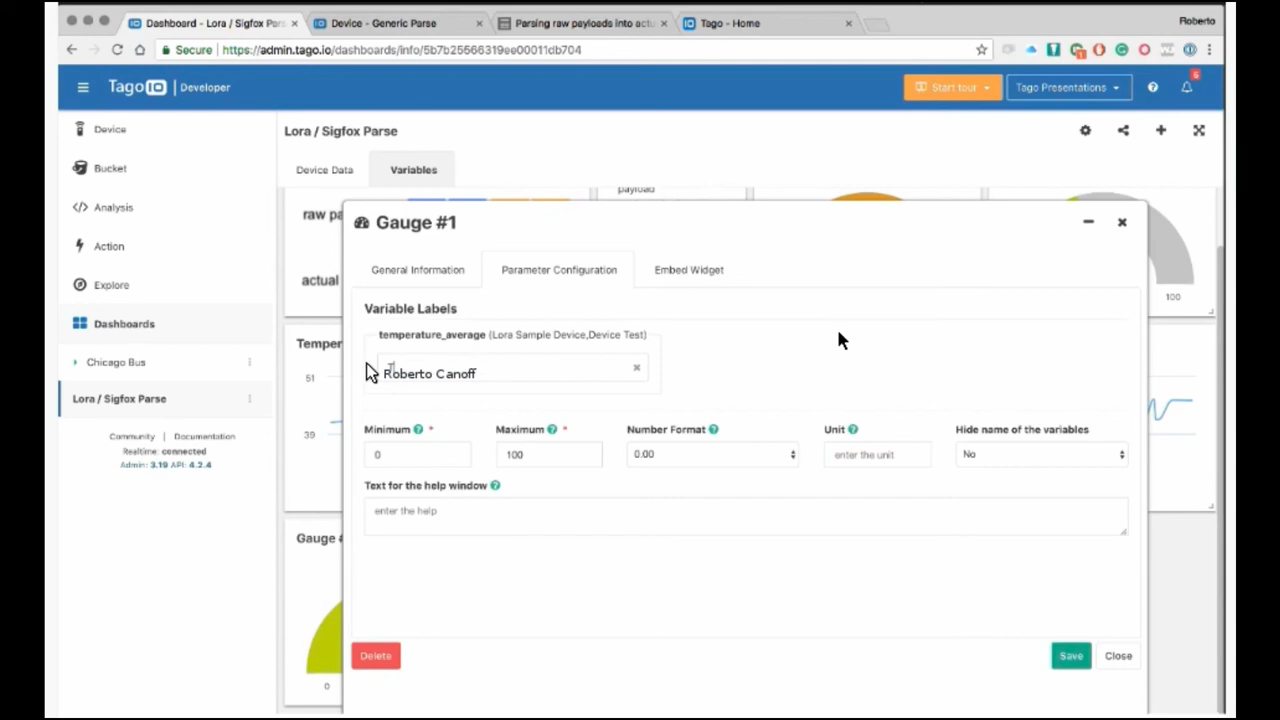 Dashboard - Lora / Sigfox Pars
Device - Generic Parse
Parsing raw payloads into actu
Tago - Home
Roberto
Secure
https://admin.tago.io/dashboards/info/5b7b25566319ee00011db704
Tago IO | Developer
Start tour
Tago Presentations
Device
Bucket
Analysis
Action
Explore
Dashboards
Chicago Bus
Lora / Sigfox Parse
Community | Documentation
Realtime: connected
Admin: 3.19 API: 4.2.4
Lora / Sigfox Parse
Device Data
Variables
raw pa
payload
actual
100
Temper
51
39
Gauge #
0
Gauge #1
General Information
Parameter Configuration
Embed Widget
Variable Labels
temperature_average (Lora Sample Device,Device Test)
Roberto Canoff
Minimum *
Maximum *
Number Format
Unit
Hide name of the variables
0
100
0.00
enter the unit
No
Text for the help window
enter the help
Delete
Save
Close